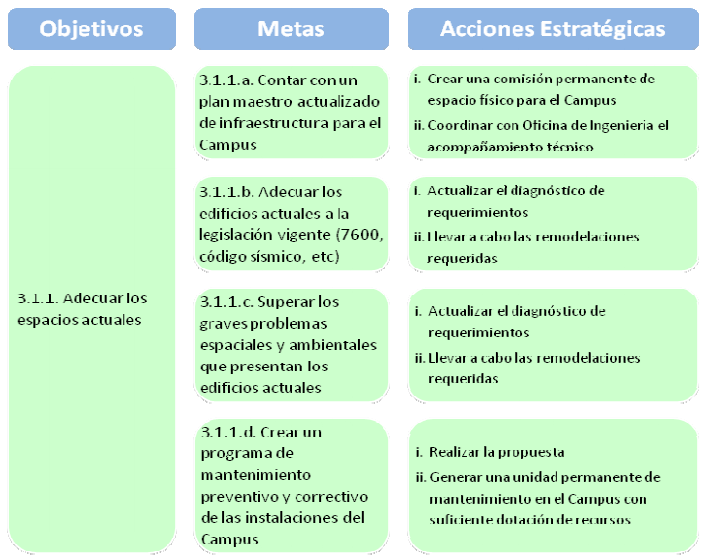 Objetivos
Metas
Acciones Estratégicas
3.1.1. Adecuar los
espacios actuales
3.1.1.a. Contar con un
plan maestro actualizado
de infraestructura para el
Campus
i. Crear una comisión permanente de
espacio físico para el Campus
ii. Coordinar con Oficina de Ingeniería el
acompañamiento técnico
3.1.1.b. Adecuar los
edificios actuales a la
legislación vigente (7600,
código sísmico, etc)
i. Actualizar el diagnóstico de
requerimientos
ii. Llevar a cabo las remodelaciones
requeridas
3.1.1.c. Superar los
graves problemas
espaciales y ambientales
que presentan los
edificios actuales
i. Actualizar el diagnóstico de
requerimientos
ii. Llevar a cabo las remodelaciones
requeridas
3.1.1.d. Crear un
programa de
mantenimiento
preventivo y correctivo
de las instalaciones del
Campus
i. Realizar la propuesta
ii. Generar una unidad permanente de
mantenimiento en el Campus con
suficiente dotación de recursos